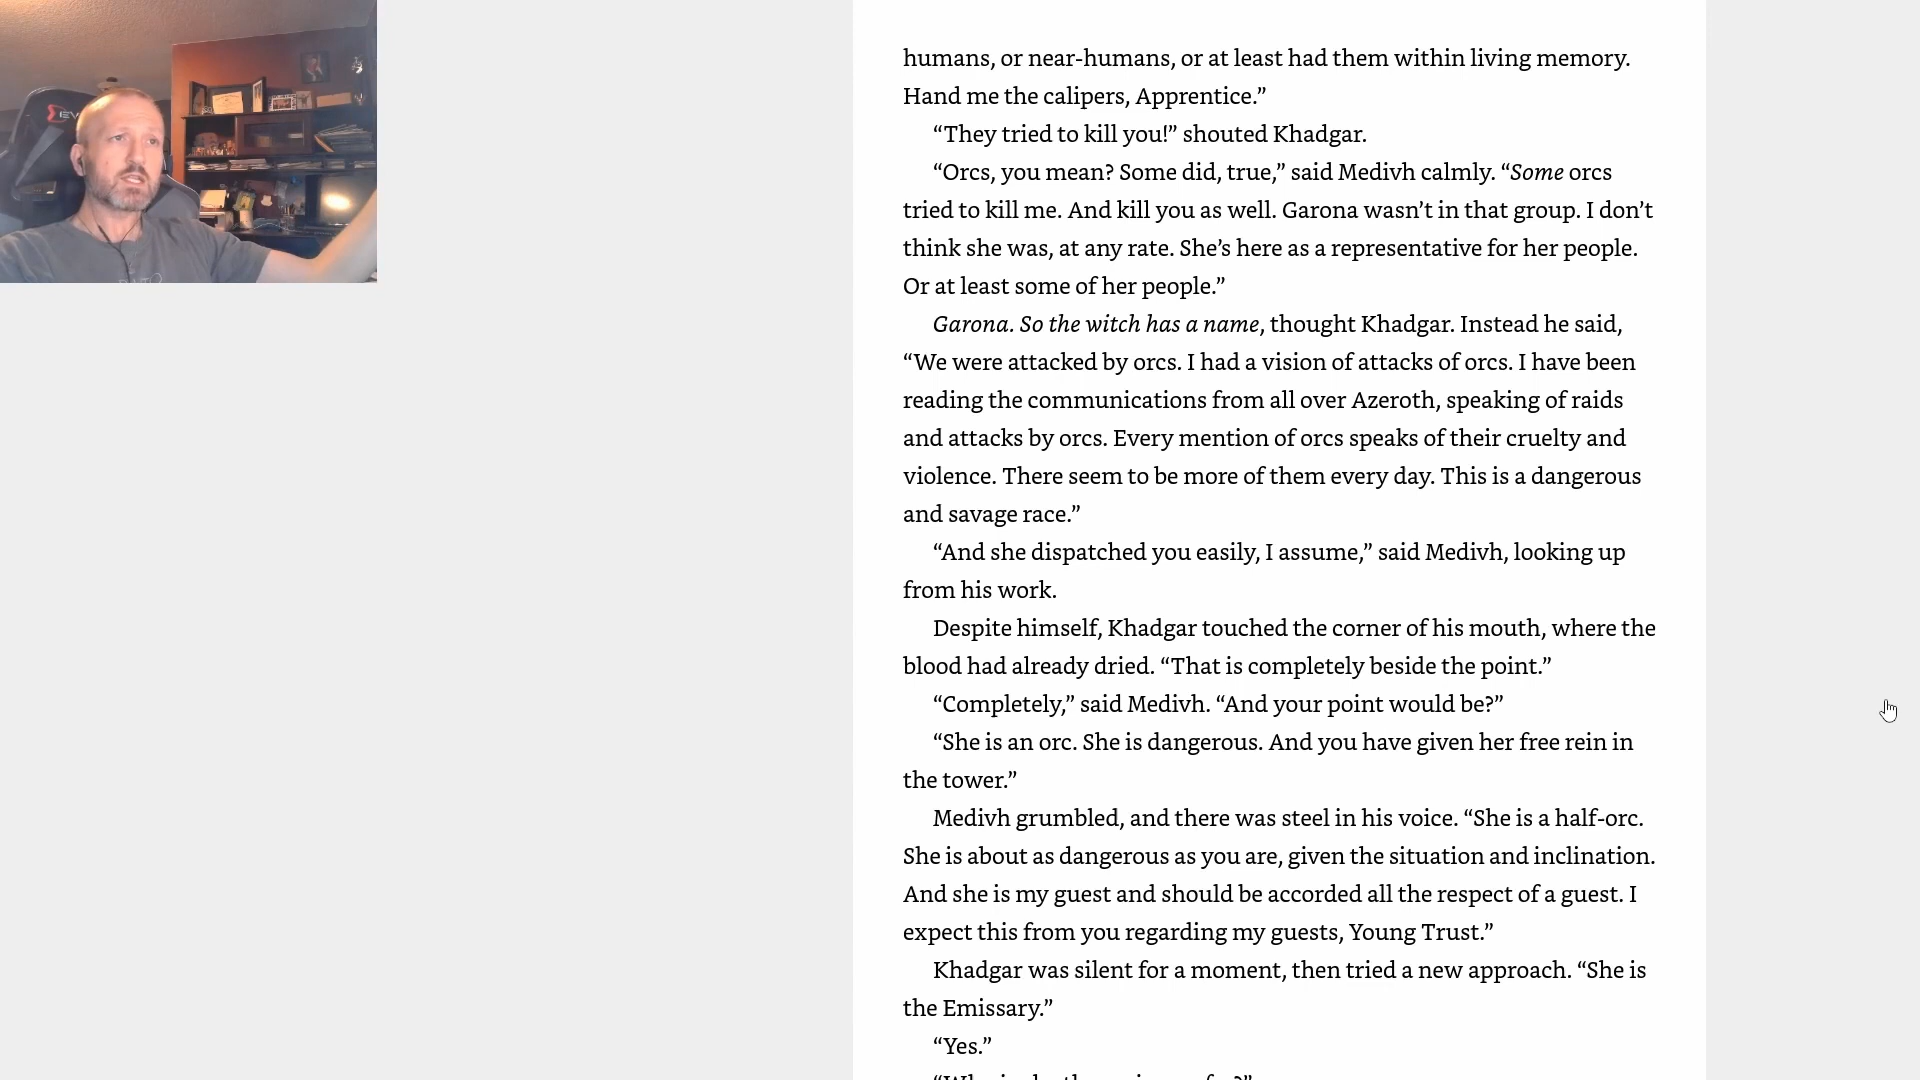 humans, or near-humans, or at least had them within living memory.
Hand me the calipers, Apprentice.”
“They tried to kill you!” shouted Khadgar.
“Orcs, you mean? Some did, true,” said Medivh calmly. “Some orcs
tried to kill me. And kill you as well. Garona wasn’t in that group. I don’t
think she was, at any rate. She’s here as a representative for her people.
Or at least some of her people.”
Garona. So the witch has a name, thought Khadgar. Instead he said,
“We were attacked by orcs. I had a vision of attacks of orcs. I have been
reading the communications from all over Azeroth, speaking of raids
and attacks by orcs. Every mention of orcs speaks of their cruelty and
violence. There seem to be more of them every day. This is a dangerous
and savage race.”
“And she dispatched you easily, I assume,” said Medivh, looking up
from his work.
Despite himself, Khadgar touched the corner of his mouth, where the
blood had already dried. “That is completely beside the point.”
“Completely,” said Medivh. “And your point would be?”
“She is an orc. She is dangerous. And you have given her free rein in
the tower.”
Medivh grumbled, and there was steel in his voice. “She is a half-orc.
She is about as dangerous as you are, given the situation and inclination.
And she is my guest and should be accorded all the respect of a guest. I
expect this from you regarding my guests, Young Trust.”
Khadgar was silent for a moment, then tried a new approach. “She is
the Emissary.”
“Yes.”